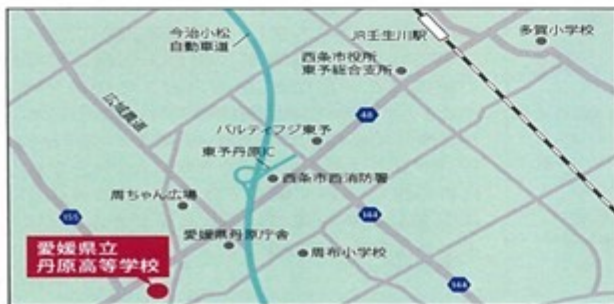 今治小松
自動車道
JR壬生川駅
多賀小学校
西条市役所
東予総合支所
広域農道
48
パルティフジ東予
東予丹原IC
西条市西消防署
周ちゃん広場
155
144
愛媛県丹原庁舎
周布小学校
愛媛県立
丹原高等学校
144